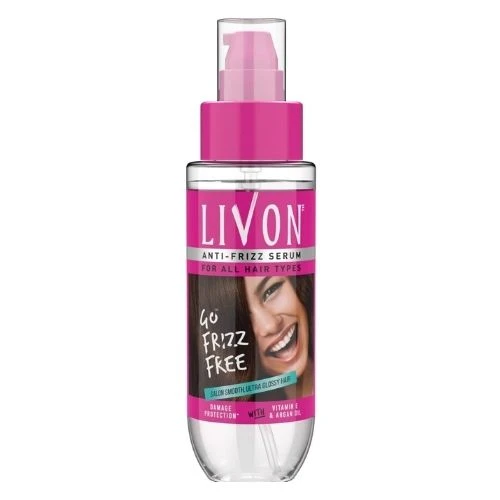 LIVON
ANTI-FRIZZ SERUM
FOR ALL HAIR TYPES
GO
FRIZZ
FREE
SALON SMOOTH, ULTRA GLOSSY HAIR
DAMAGE PROTECTION* WITH VITAMIN E & ARGAN OIL